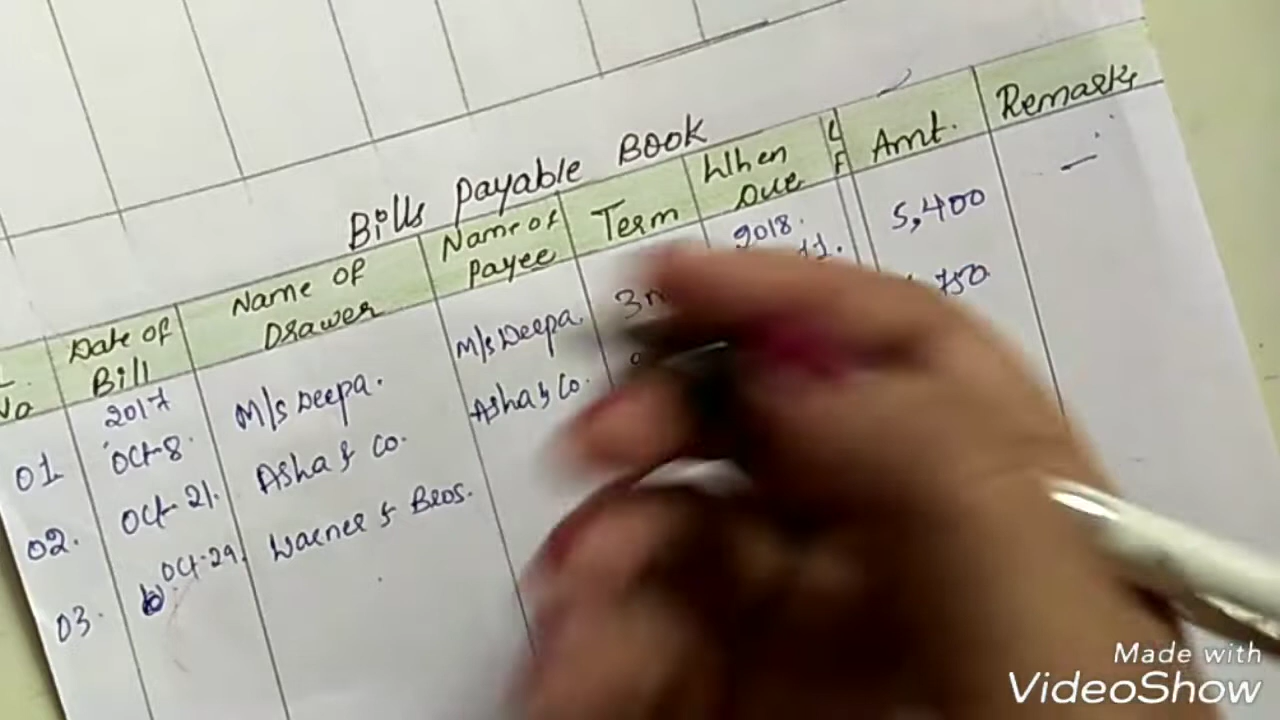 Bills Payable Book
No
Date of Bill
Name of Drawer
Name of Payee
Term
When Due
L F
Amt.
Remarks
2017
2018.
01 Oct-8 M/s Deepa. M/s Deepa. 11. 5,400 —
02. Oct-21. Asha & Co. Asha & Co. 750
03. Oct-29. Warner & Bros.
Made with
VideoShow